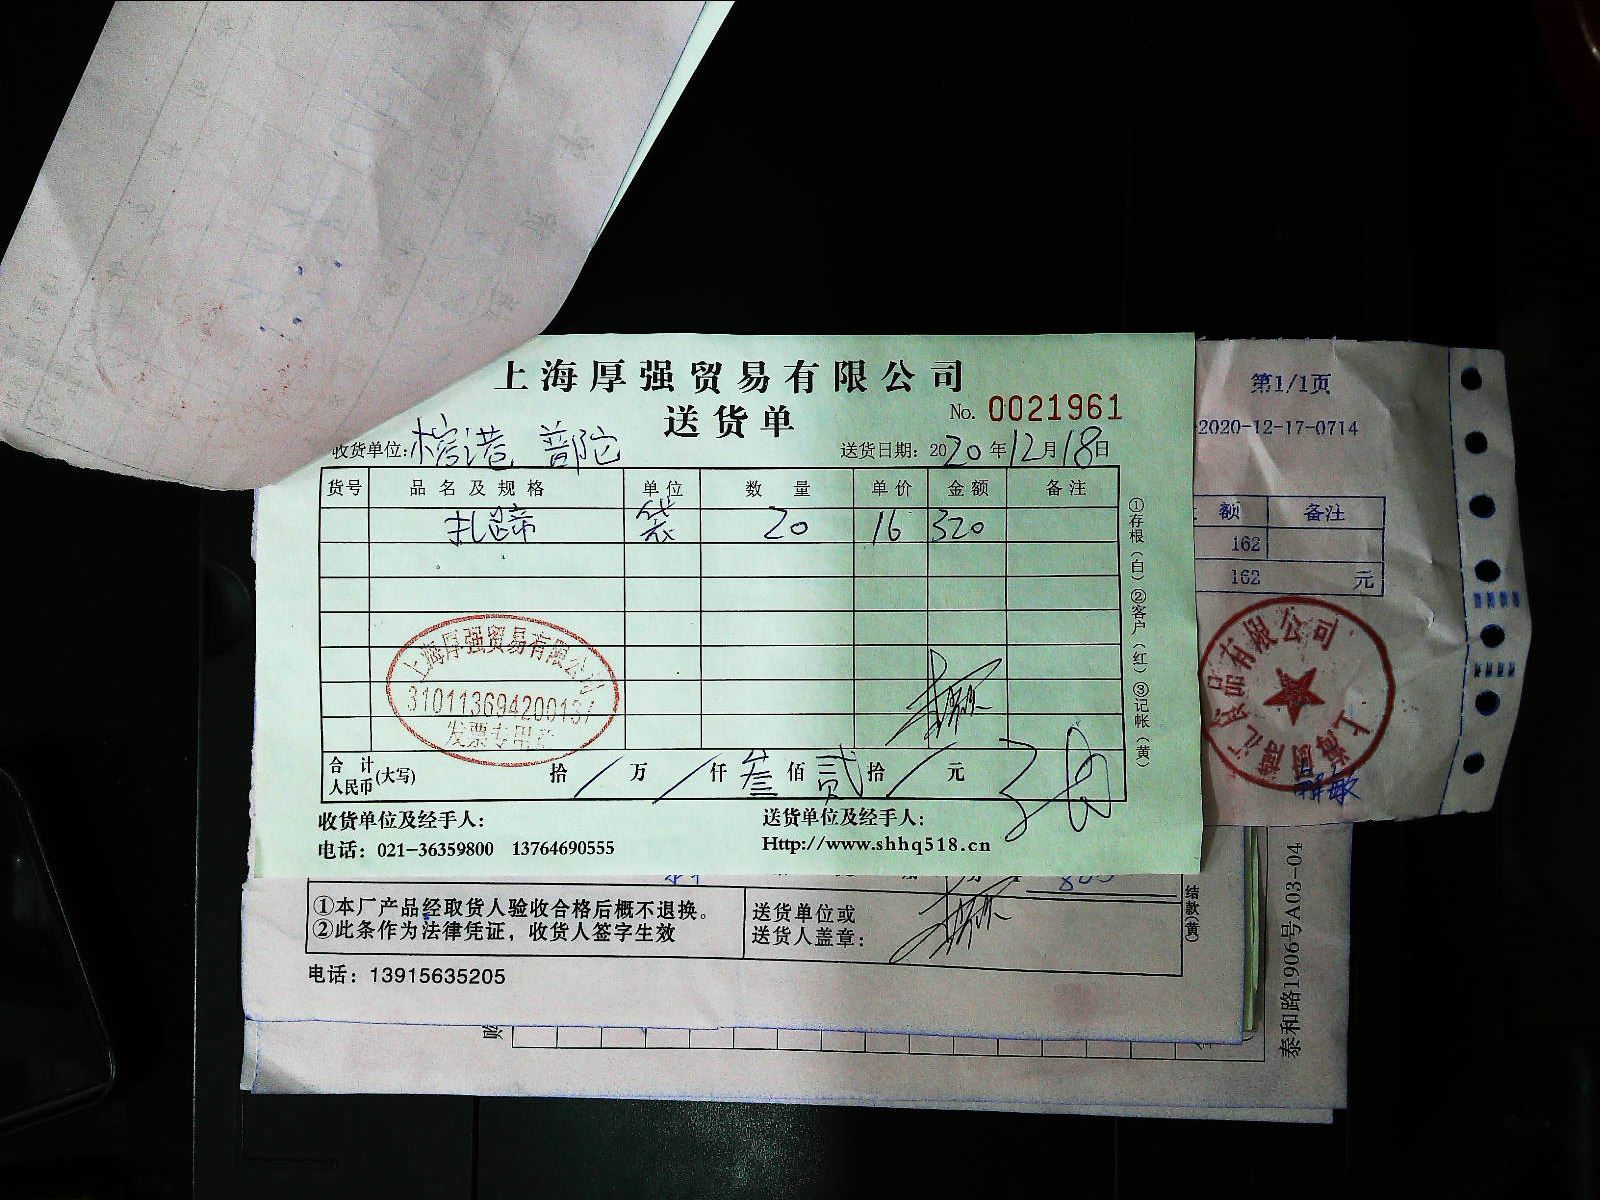 上海厚强贸易有限公司
送货单
No. 0021961
收货单位: 榕港 普陀
送货日期: 2020年12月18日
货号 品名及规格 单位 数量 单价 金额 备注
扎蹄 袋 20 16 320
①存根(白)②客户(红)③记帐(黄)
上海厚强贸易有限公司
发票专用章
合计人民币(大写) 拾 / 万 / 仟 叁 佰 贰 拾 / 元
收货单位及经手人:
送货单位及经手人:
电话: 021-36359800 13764690555
Http://www.shhq518.cn
第1/1页
2020-12-17-0714
额 备注
162
162 元
品有限公司
①本厂产品经取货人验收合格后概不退换。
②此条作为法律凭证，收货人签字生效
送货单位或
送货人盖章:
结款(黄)
电话: 13915635205
泰和路1906号A03-04